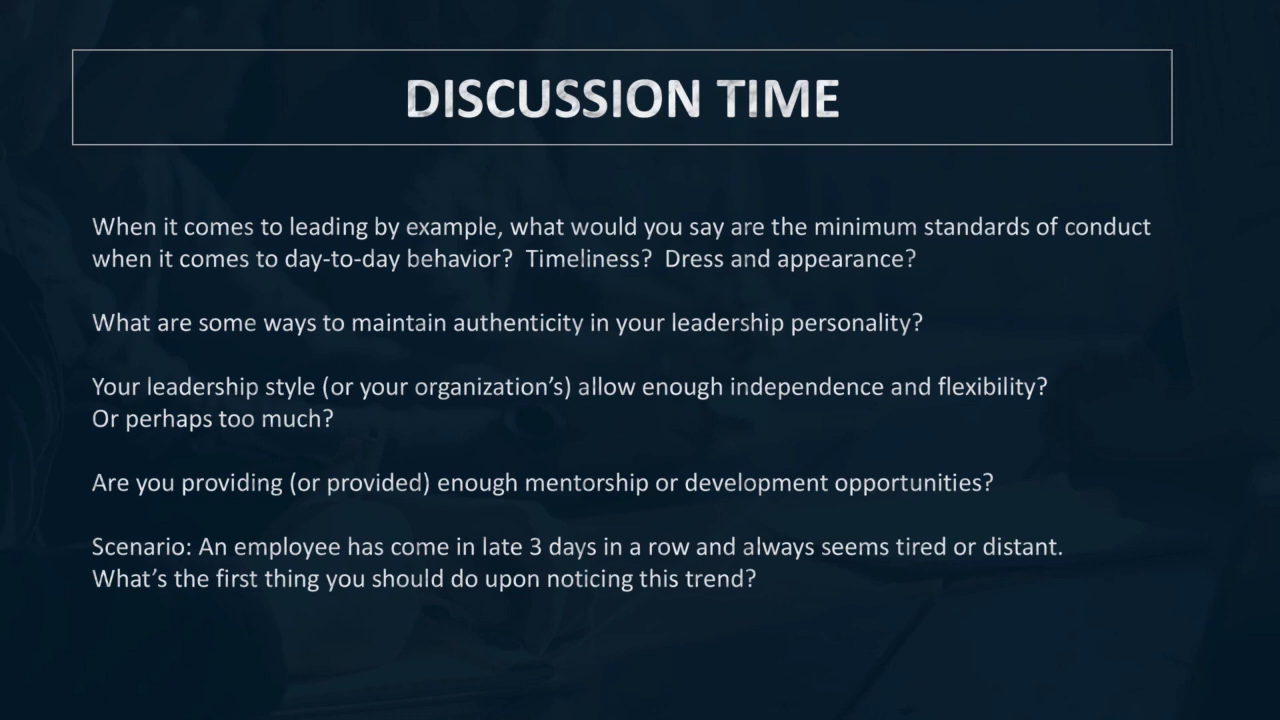 DISCUSSION TIME
When it comes to leading by example, what would you say are the minimum standards of conduct
when it comes to day-to-day behavior?  Timeliness?  Dress and appearance?
What are some ways to maintain authenticity in your leadership personality?
Your leadership style (or your organization’s) allow enough independence and flexibility?
Or perhaps too much?
Are you providing (or provided) enough mentorship or development opportunities?
Scenario: An employee has come in late 3 days in a row and always seems tired or distant.
What’s the first thing you should do upon noticing this trend?